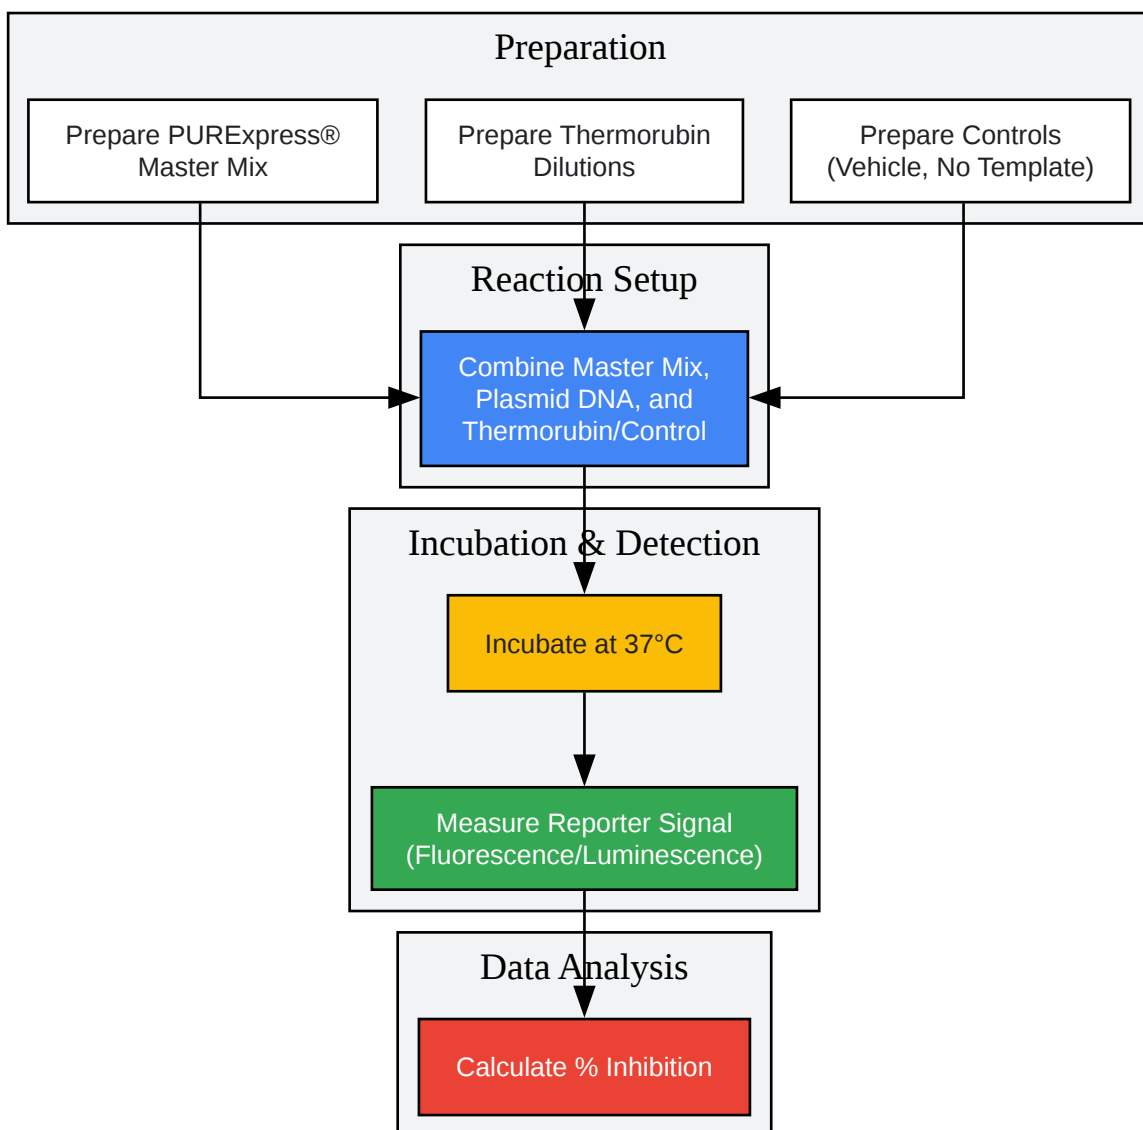 Preparation
Prepare PURExpress®
Master Mix
Prepare Thermorubin
Dilutions
Prepare Controls
(Vehicle, No Template)
Reaction Setup
Combine Master Mix,
Plasmid DNA, and
Thermorubin/Control
Incubation & Detection
Incubate at 37°C
Measure Reporter Signal
(Fluorescence/Luminescence)
Data Analysis
Calculate % Inhibition